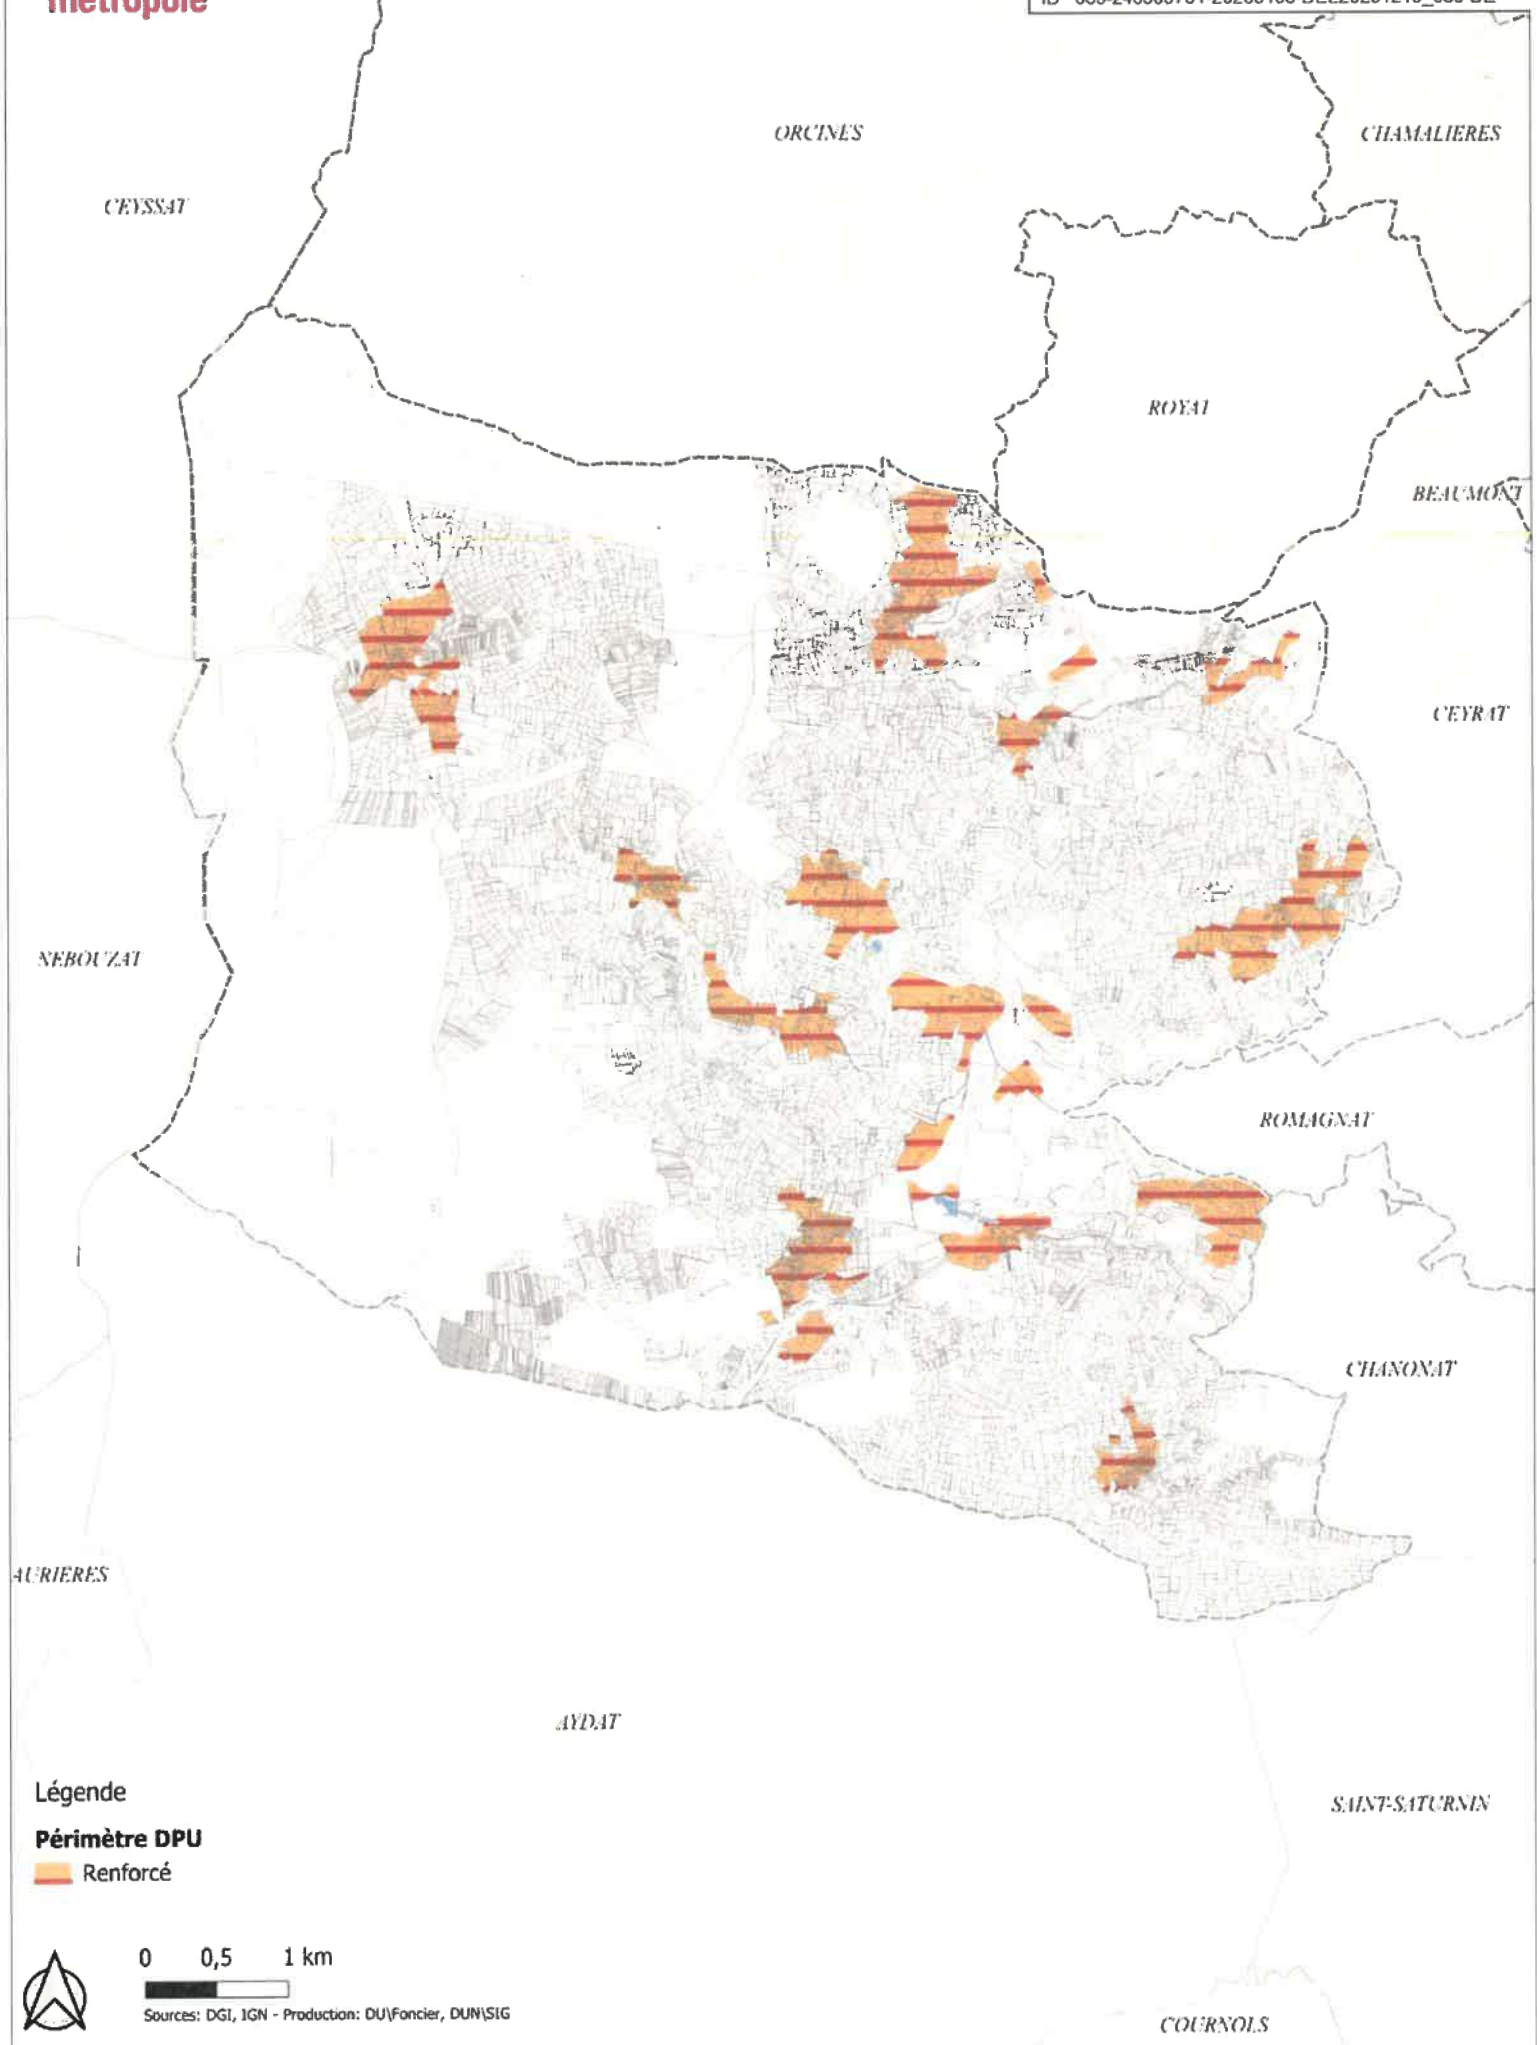 métropole
ORCINES
CHAMALIERES
CEYSSAT
ROYAT
BEAUMONT
CEYRAT
NEBOUZAT
ROMAGNAT
CHANONAT
AURIERES
AYDAT
Légende
SAINT-SATURNIN
Périmètre DPU
Renforcé
0 0,5 1 km
Sources: DGI, IGN - Production: DU\Foncier, DUN\SIG
COURNOLS